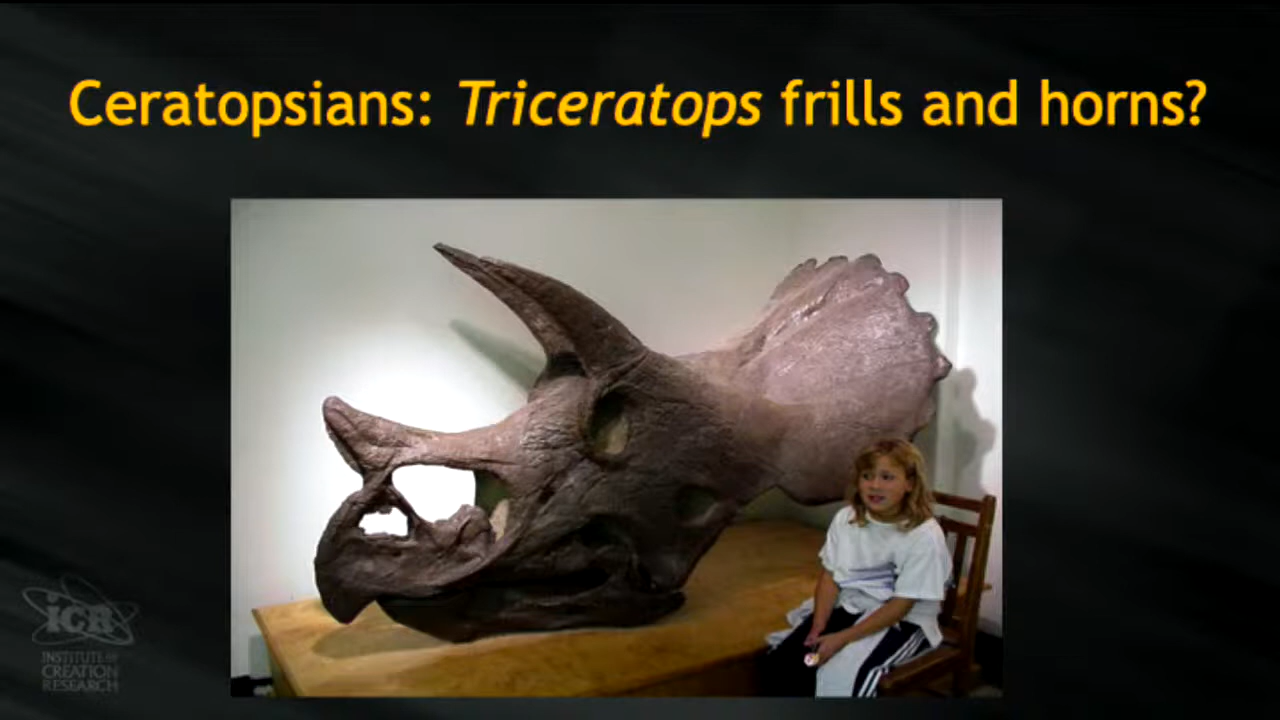 Ceratopsians: Triceratops frills and horns?
iCR
INSTITUTE for
CREATION
RESEARCH